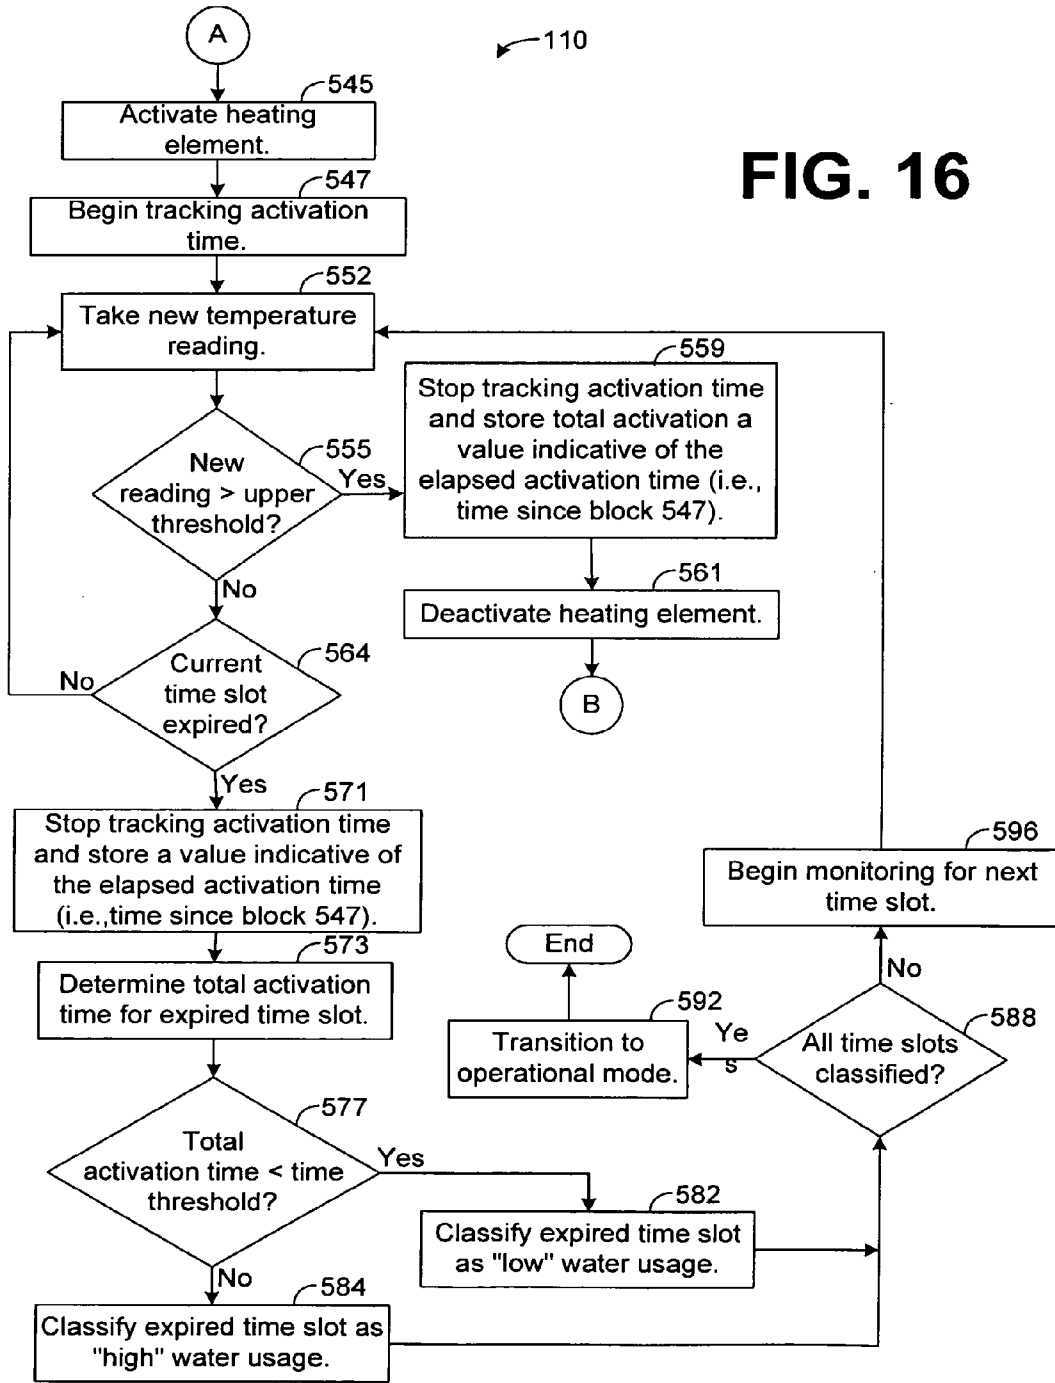 A
110
545
Activate heating
element.
FIG. 16
547
Begin tracking activation
time.
552
Take new temperature
reading.
559
Stop tracking activation time
and store total activation a
value indicative of the
elapsed activation time (i.e.,
time since block 547).
555
New
reading > upper
threshold?
Yes
No
561
Deactivate heating element.
B
564
Current
time slot
expired?
No
Yes
571
Stop tracking activation time
and store a value indicative of
the elapsed activation time
(i.e.,time since block 547).
573
Determine total activation
time for expired time slot.
596
Begin monitoring for next
time slot.
End
No
592
Transition to
operational mode.
Ye
s
588
All time slots
classified?
577
Total
activation time < time
threshold?
Yes
No
582
Classify expired time slot
as "low" water usage.
584
Classify expired time slot as
"high" water usage.